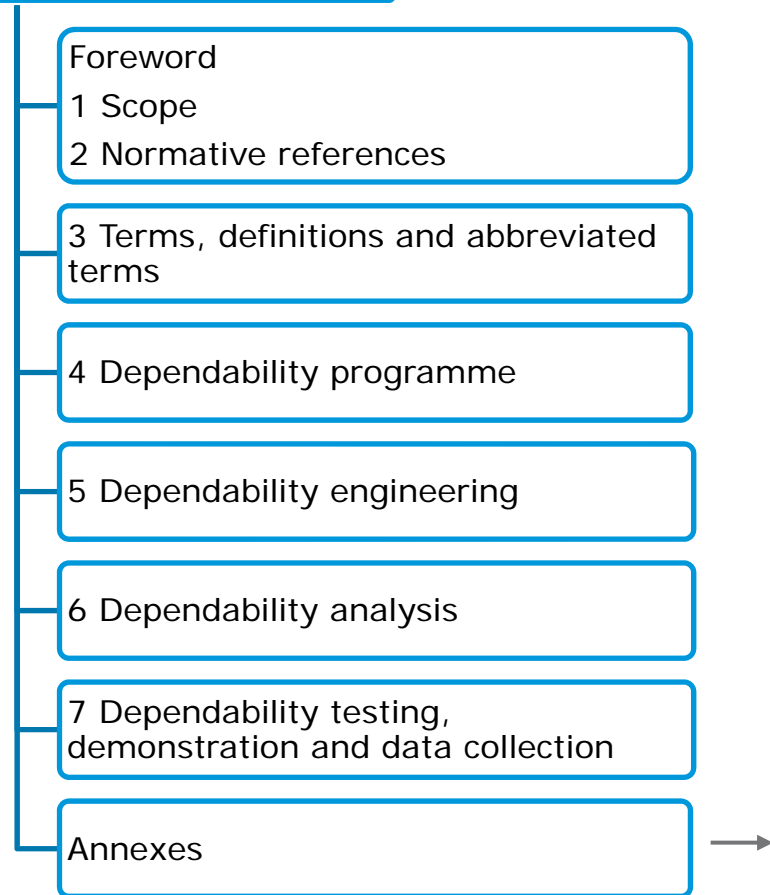 Foreword
1 Scope
2 Normative references
3 Terms, definitions and abbreviated
terms
4 Dependability programme
5 Dependability engineering
6 Dependability analysis
7 Dependability testing,
demonstration and data collection
Annexes